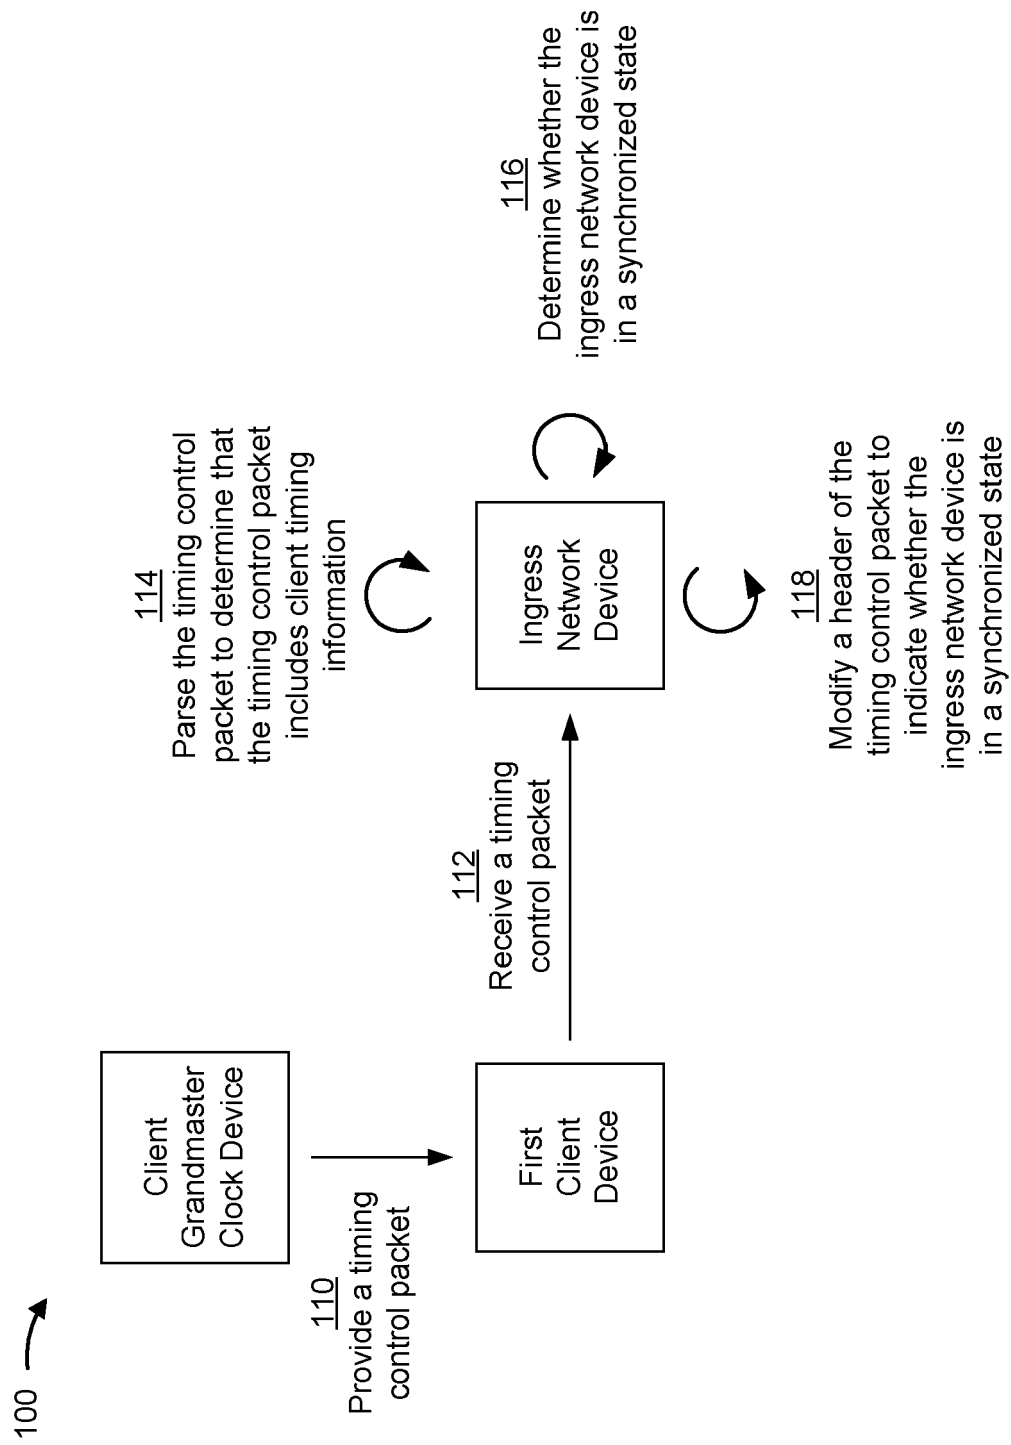 100
Client
Grandmaster
Clock Device
110
Provide a timing
control packet
First
Client
Device
112
Receive a timing
control packet
114
Parse the timing control
packet to determine that
the timing control packet
includes client timing
information
Ingress
Network
Device
116
Determine whether the
ingress network device is
in a synchronized state
118
Modify a header of the
timing control packet to
indicate whether the
ingress network device is
in a synchronized state